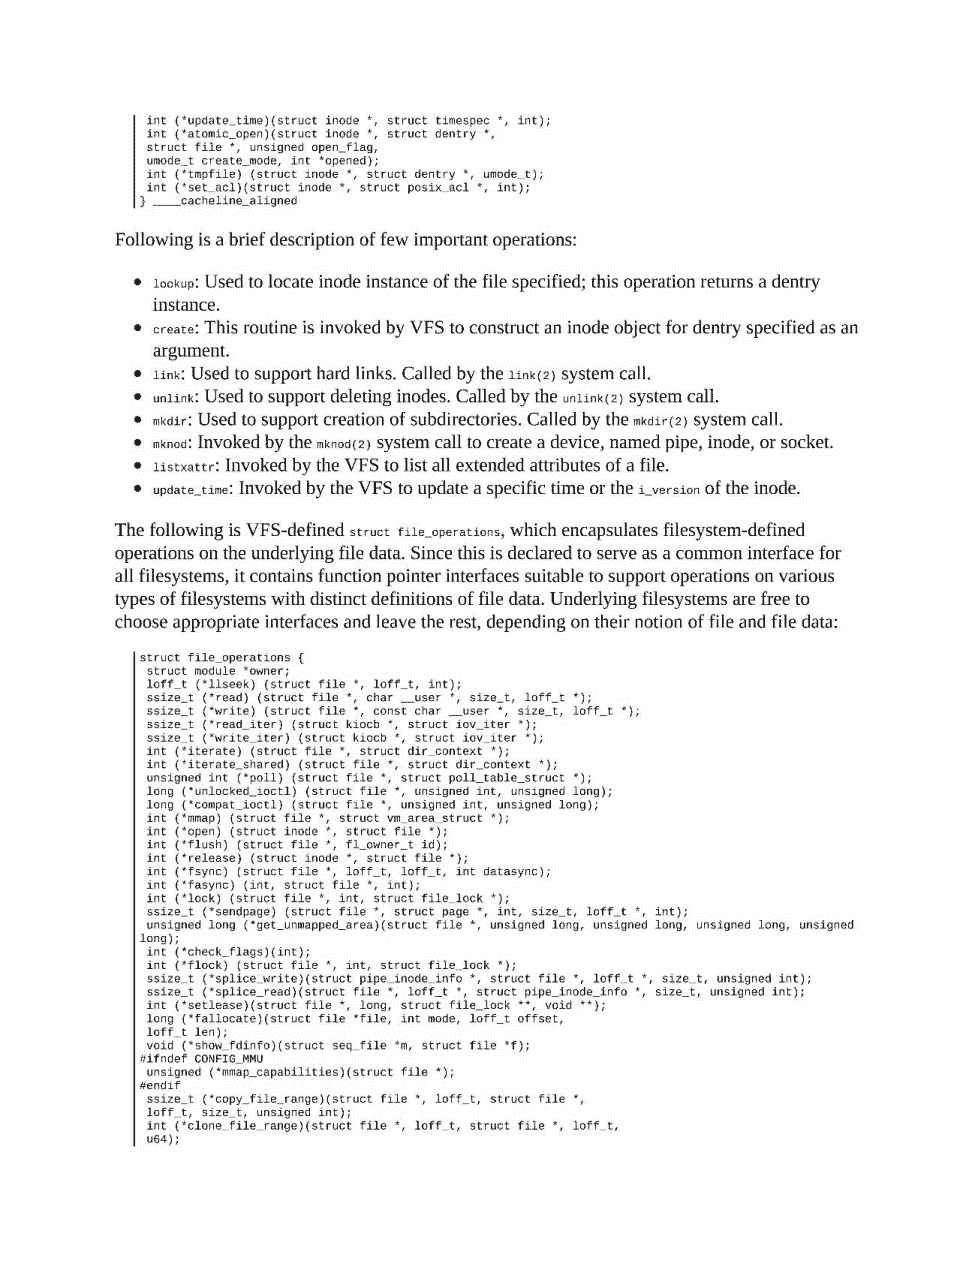 int (*update_time)(struct inode *, struct timespec *, int);
int (*atomic_open)(struct inode *, struct dentry *,
struct file *, unsigned open_flag,
umode_t create_mode, int *opened);
int (*tmpfile) (struct inode *, struct dentry *, umode_t);
int (*set_acl)(struct inode *, struct posix_acl *, int);
} ____cacheline_aligned
Following is a brief description of few important operations:
• lookup: Used to locate inode instance of the file specified; this operation returns a dentry
instance.
• create: This routine is invoked by VFS to construct an inode object for dentry specified as an
argument.
• link: Used to support hard links. Called by the link(2) system call.
• unlink: Used to support deleting inodes. Called by the unlink(2) system call.
• mkdir: Used to support creation of subdirectories. Called by the mkdir(2) system call.
• mknod: Invoked by the mknod(2) system call to create a device, named pipe, inode, or socket.
• listxattr: Invoked by the VFS to list all extended attributes of a file.
• update_time: Invoked by the VFS to update a specific time or the i_version of the inode.
The following is VFS-defined struct file_operations, which encapsulates filesystem-defined
operations on the underlying file data. Since this is declared to serve as a common interface for
all filesystems, it contains function pointer interfaces suitable to support operations on various
types of filesystems with distinct definitions of file data. Underlying filesystems are free to
choose appropriate interfaces and leave the rest, depending on their notion of file and file data:
struct file_operations {
struct module *owner;
loff_t (*llseek) (struct file *, loff_t, int);
ssize_t (*read) (struct file *, char __user *, size_t, loff_t *);
ssize_t (*write) (struct file *, const char __user *, size_t, loff_t *);
ssize_t (*read_iter) (struct kiocb *, struct iov_iter *);
ssize_t (*write_iter) (struct kiocb *, struct iov_iter *);
int (*iterate) (struct file *, struct dir_context *);
int (*iterate_shared) (struct file *, struct dir_context *);
unsigned int (*poll) (struct file *, struct poll_table_struct *);
long (*unlocked_ioctl) (struct file *, unsigned int, unsigned long);
long (*compat_ioctl) (struct file *, unsigned int, unsigned long);
int (*mmap) (struct file *, struct vm_area_struct *);
int (*open) (struct inode *, struct file *);
int (*flush) (struct file *, fl_owner_t id);
int (*release) (struct inode *, struct file *);
int (*fsync) (struct file *, loff_t, loff_t, int datasync);
int (*fasync) (int, struct file *, int);
int (*lock) (struct file *, int, struct file_lock *);
ssize_t (*sendpage) (struct file *, struct page *, int, size_t, loff_t *, int);
unsigned long (*get_unmapped_area)(struct file *, unsigned long, unsigned long, unsigned long, unsigned
long);
int (*check_flags)(int);
int (*flock) (struct file *, int, struct file_lock *);
ssize_t (*splice_write)(struct pipe_inode_info *, struct file *, loff_t *, size_t, unsigned int);
ssize_t (*splice_read)(struct file *, loff_t *, struct pipe_inode_info *, size_t, unsigned int);
int (*setlease)(struct file *, long, struct file_lock **, void **);
long (*fallocate)(struct file *file, int mode, loff_t offset,
loff_t len);
void (*show_fdinfo)(struct seq_file *m, struct file *f);
#ifndef CONFIG_MMU
unsigned (*mmap_capabilities)(struct file *);
#endif
ssize_t (*copy_file_range)(struct file *, loff_t, struct file *,
loff_t, size_t, unsigned int);
int (*clone_file_range)(struct file *, loff_t, struct file *, loff_t,
u64);